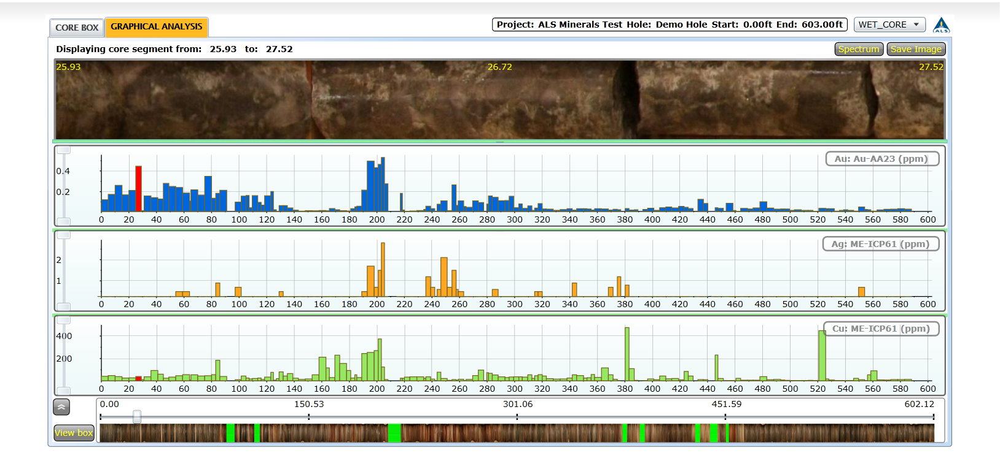 CORE BOX GRAPHICAL ANALYSIS Project: ALS Minerals Test Hole: Demo Hole Start: 0.00ft End: 603.00ft WET_CORE ALS
Displaying core segment from: 25.93 to: 27.52 Spectrum Save Image
25.93 26.72 27.52
Au: Au-AA23 (ppm)
0.4
0.2
0 20 40 60 80 100 120 140 160 180 200 220 240 260 280 300 320 340 360 380 400 420 440 460 480 500 520 540 560 580 600
Ag: ME-ICP61 (ppm)
2
1
0 20 40 60 80 100 120 140 160 180 200 220 240 260 280 300 320 340 360 380 400 420 440 460 480 500 520 540 560 580 600
Cu: ME-ICP61 (ppm)
400
200
0 20 40 60 80 100 120 140 160 180 200 220 240 260 280 300 320 340 360 380 400 420 440 460 480 500 520 540 560 580 600
0.00 150.53 301.06 451.59 602.12
View box